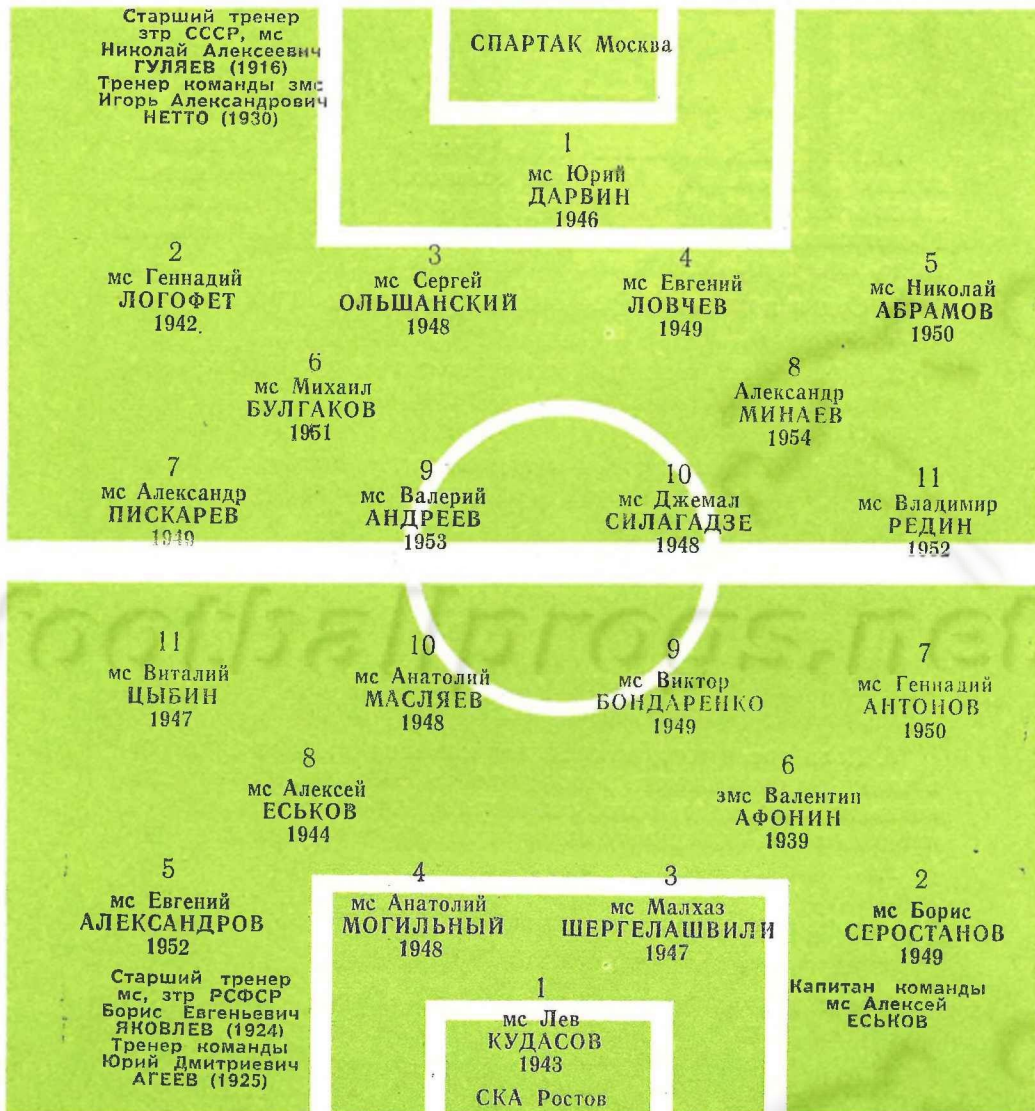 Старший тренер
зтр СССР, мс
Николай Алексеевич
ГУЛЯЕВ (1916)
Тренер команды змс
Игорь Александрович
НЕТТО (1930)
СПАРТАК Москва
1
мс Юрий
ДАРВИН
1946
2
мс Геннадий
ЛОГОФЕТ
1942.
3
мс Сергей
ОЛЬШАНСКИЙ
1948
4
мс Евгений
ЛОВЧЕВ
1949
5
мс Николай
АБРАМОВ
1950
6
мс Михаил
БУЛГАКОВ
1951
8
Александр
МИНАЕВ
1954
7
мс Александр
ПИСКАРЕВ
1949
9
мс Валерий
АНДРЕЕВ
1953
10
мс Джемал
СИЛАГАДЗЕ
1948
11
мс Владимир
РЕДИН
1952
11
мс Виталий
ЦЫБИН
1947
10
мс Анатолий
МАСЛЯЕВ
1948
9
мс Виктор
БОНДАРЕНКО
1949
7
мс Геннадий
АНТОНОВ
1950
8
мс Алексей
ЕСЬКОВ
1944
6
змс Валентин
АФОНИН
1939
5
мс Евгений
АЛЕКСАНДРОВ
1952
4
мс Анатолий
МОГИЛЬНЫЙ
1948
3
мс Малхаз
ШЕРГЕЛАШВИЛИ
1947
2
мс Борис
СЕРОСТАНОВ
1949
Старший тренер
мс, зтр РСФСР
Борис Евгеньевич
ЯКОВЛЕВ (1924)
Тренер команды
Юрий Дмитриевич
АГЕЕВ (1925)
1
мс Лев
КУДАСОВ
1943
СКА Ростов
Капитан команды
мс Алексей
ЕСЬКОВ